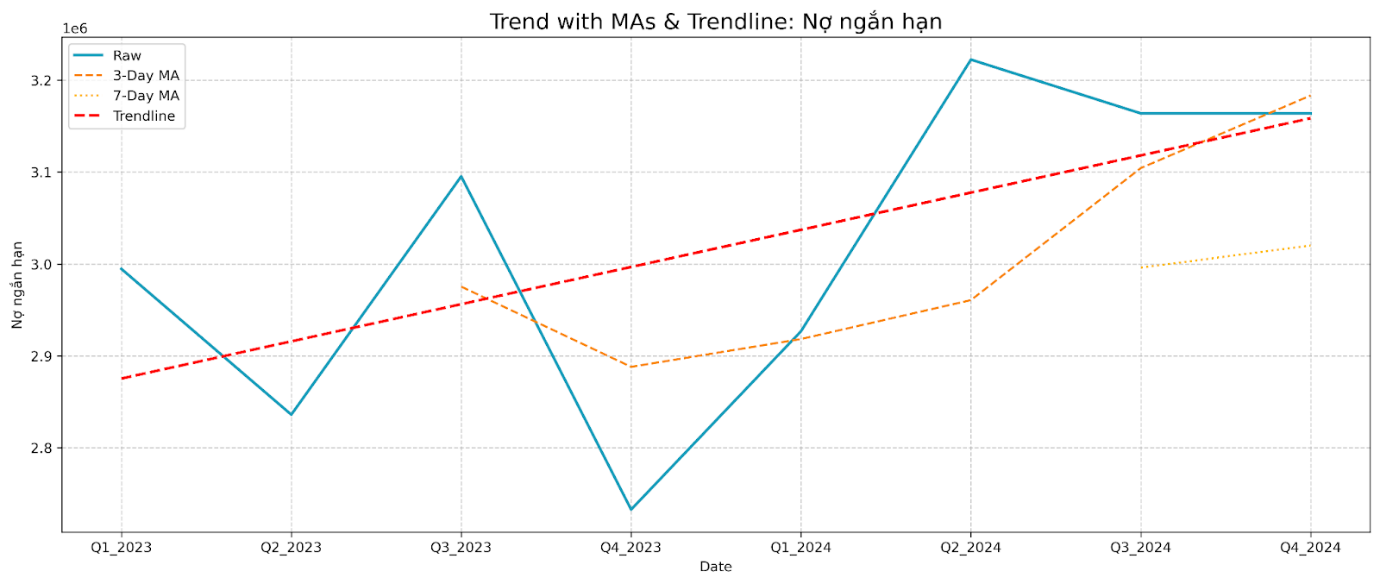 Trend with MAs & Trendline: Nợ ngắn hạn
1e6
Raw
3-Day MA
7-Day MA
Trendline
3.2
3.1
3.0
2.9
2.8
Nợ ngắn hạn
Q1_2023 Q2_2023 Q3_2023 Q4_2023 Q1_2024 Q2_2024 Q3_2024 Q4_2024
Date